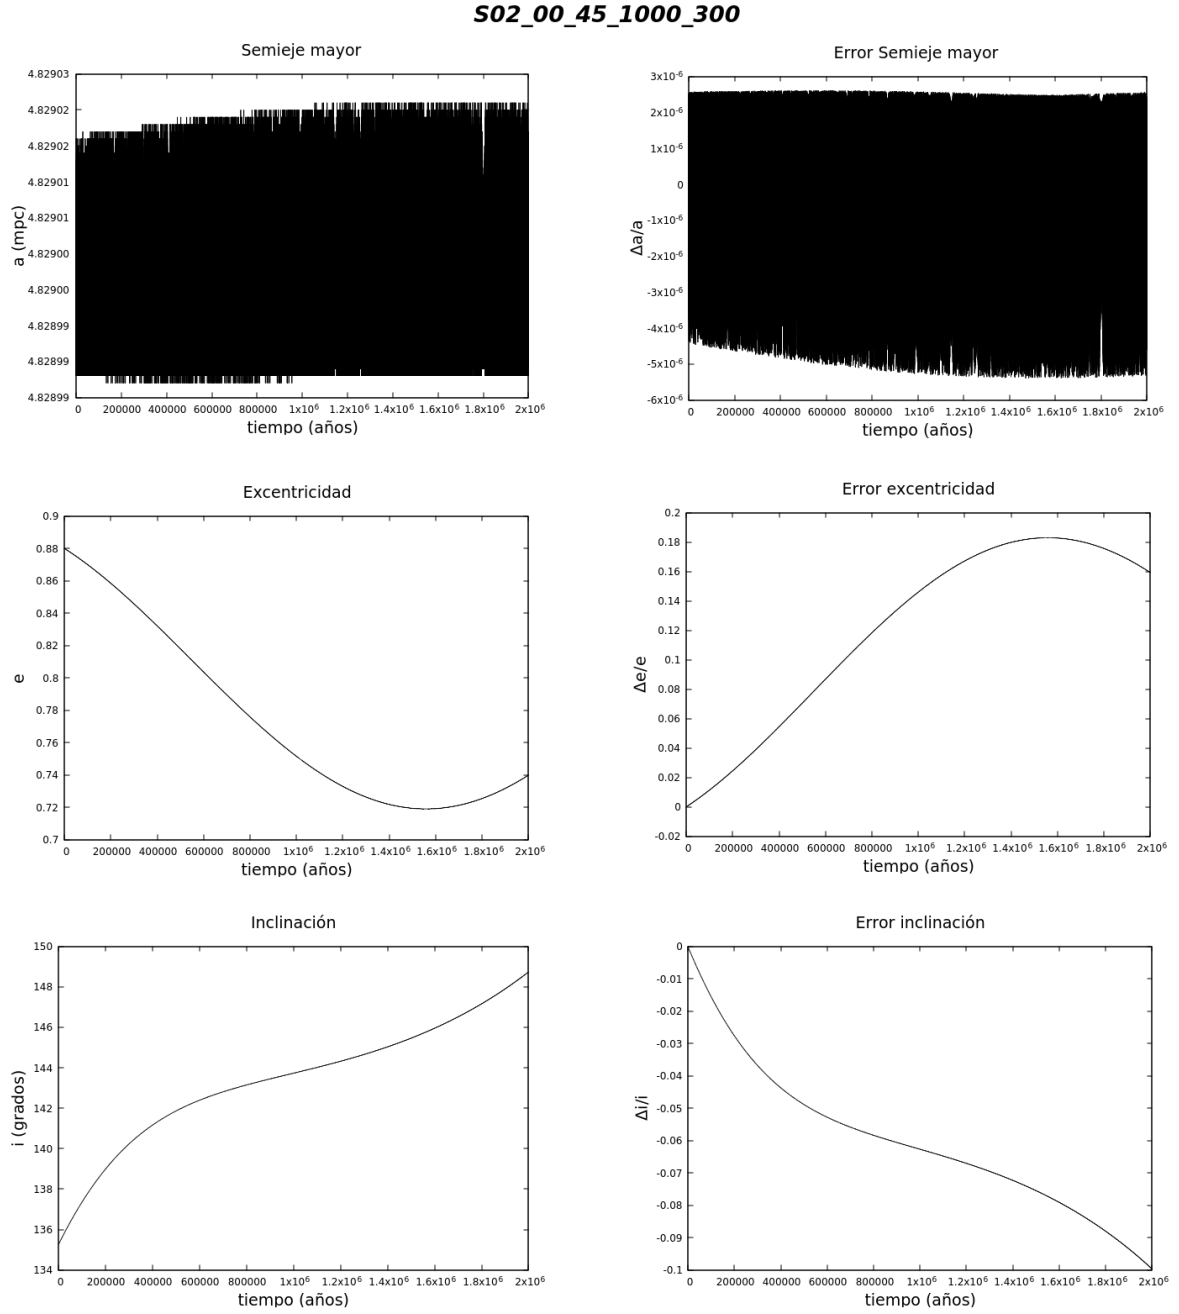 S02_00_45_1000_300
Semieje mayor
4.82903
4.82902
4.82902
4.82901
4.82901
4.82900
4.82900
4.82899
4.82899
4.82899
a (mpc)
0 200000 400000 600000 800000 1x10⁶ 1.2x10⁶ 1.4x10⁶ 1.6x10⁶ 1.8x10⁶ 2x10⁶
tiempo (años)
Error Semieje mayor
3x10⁻⁶
2x10⁻⁶
1x10⁻⁶
0
-1x10⁻⁶
-2x10⁻⁶
-3x10⁻⁶
-4x10⁻⁶
-5x10⁻⁶
-6x10⁻⁶
Δa/a
0 200000 400000 600000 800000 1x10⁶ 1.2x10⁶ 1.4x10⁶ 1.6x10⁶ 1.8x10⁶ 2x10⁶
tiempo (años)
Excentricidad
0.9
0.88
0.86
0.84
0.82
0.8
0.78
0.76
0.74
0.72
0.7
e
0 200000 400000 600000 800000 1x10⁶ 1.2x10⁶ 1.4x10⁶ 1.6x10⁶ 1.8x10⁶ 2x10⁶
tiempo (años)
Error excentricidad
0.2
0.18
0.16
0.14
0.12
0.1
0.08
0.06
0.04
0.02
0
-0.02
Δe/e
0 200000 400000 600000 800000 1x10⁶ 1.2x10⁶ 1.4x10⁶ 1.6x10⁶ 1.8x10⁶ 2x10⁶
tiempo (años)
Inclinación
150
148
146
144
142
140
138
136
134
i (grados)
0 200000 400000 600000 800000 1x10⁶ 1.2x10⁶ 1.4x10⁶ 1.6x10⁶ 1.8x10⁶ 2x10⁶
tiempo (años)
Error inclinación
0
-0.01
-0.02
-0.03
-0.04
-0.05
-0.06
-0.07
-0.08
-0.09
-0.1
Δi/i
0 200000 400000 600000 800000 1x10⁶ 1.2x10⁶ 1.4x10⁶ 1.6x10⁶ 1.8x10⁶ 2x10⁶
tiempo (años)